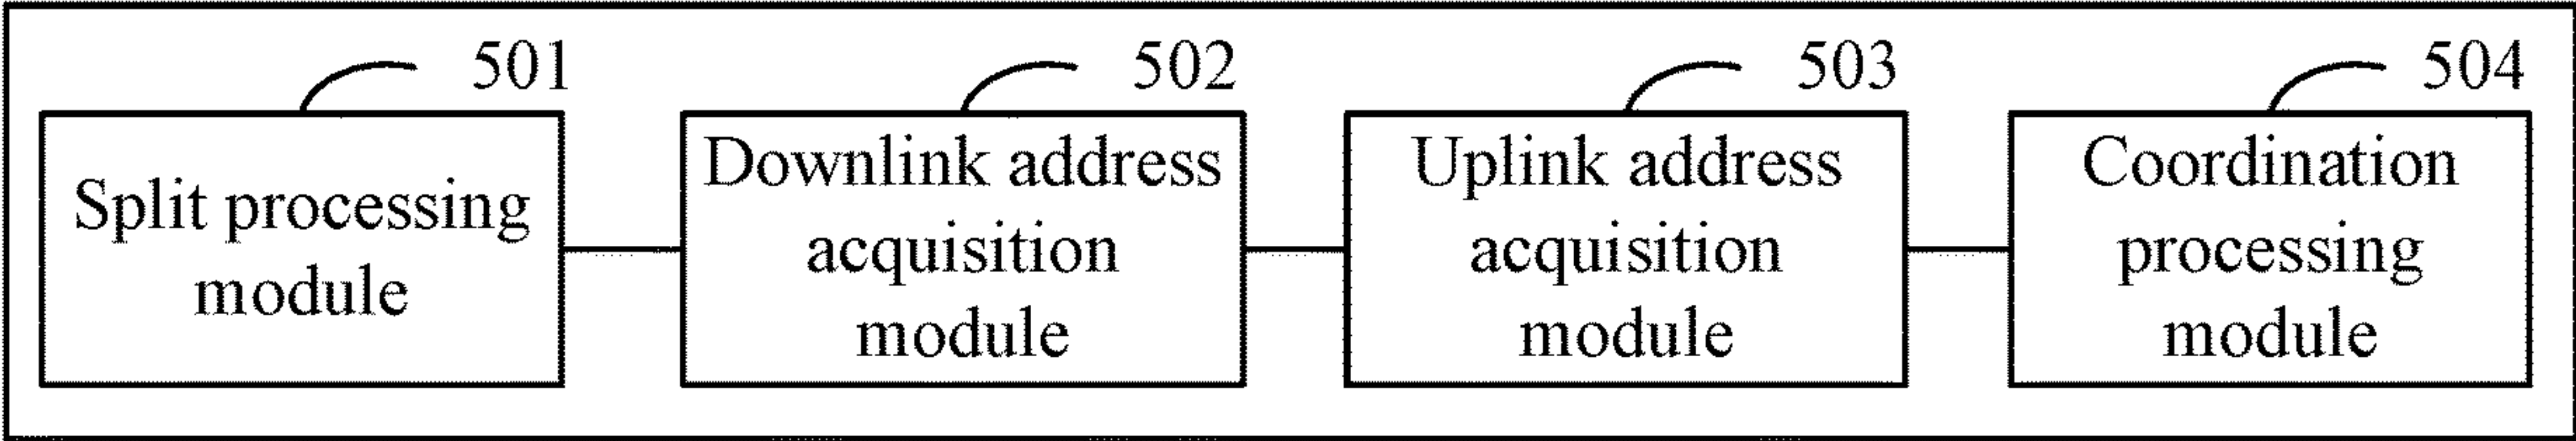 501
Split processing
module
502
Downlink address
acquisition
module
503
Uplink address
acquisition
module
504
Coordination
processing
module